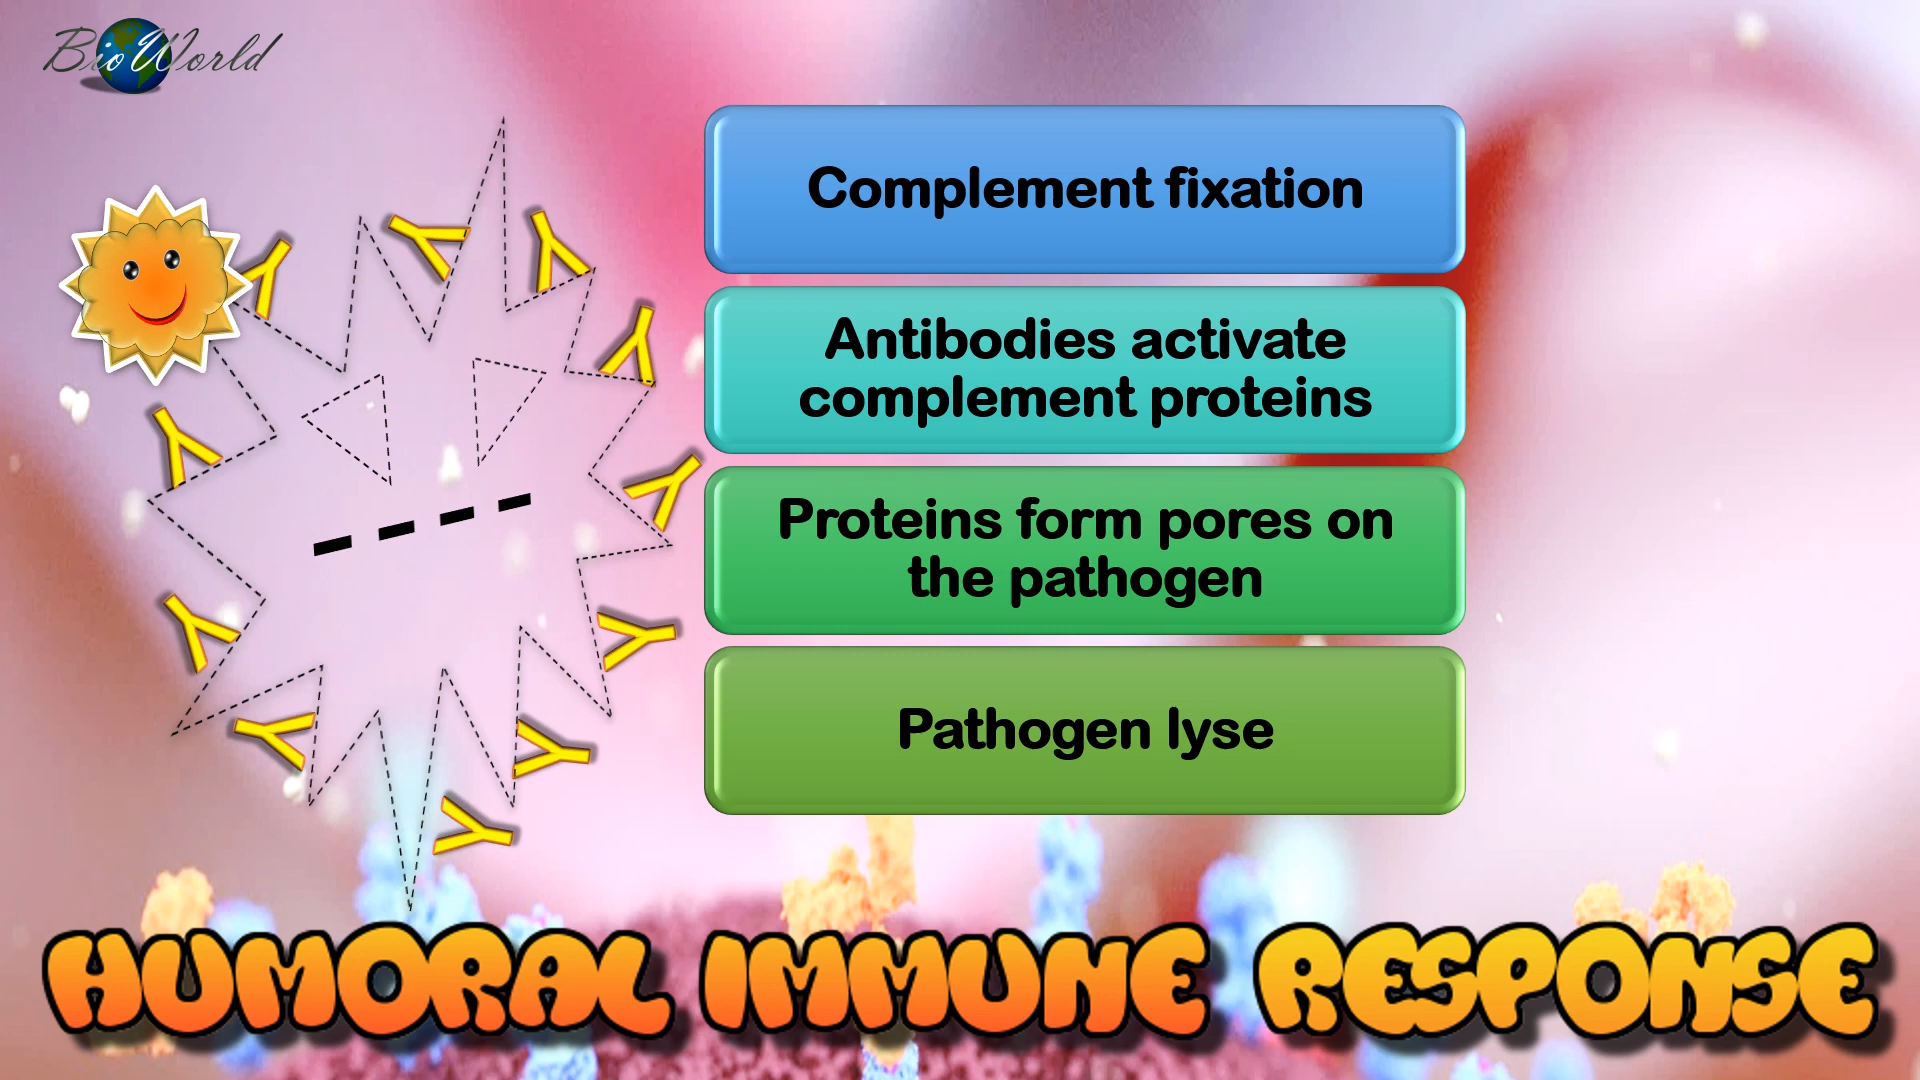 BioWorld
Complement fixation
Antibodies activate
complement proteins
Proteins form pores on
the pathogen
Pathogen lyse
HUMORAL IMMUNE RESPONSE